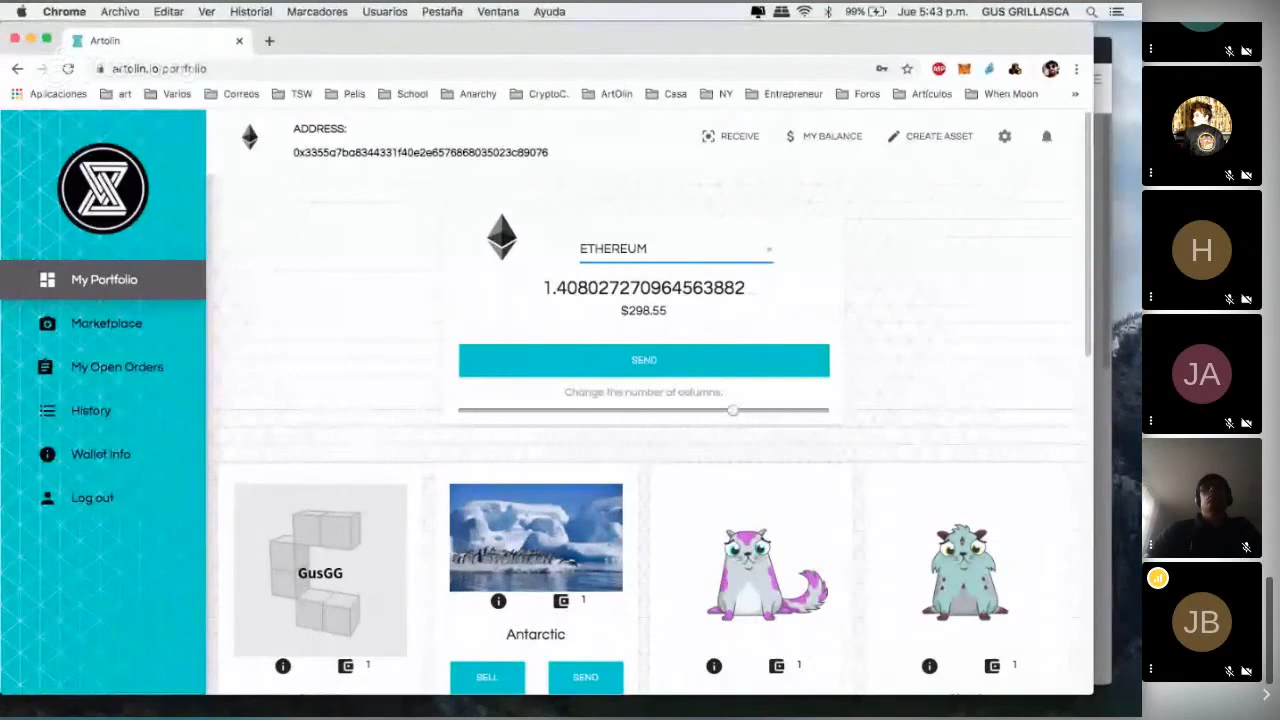 Chrome Archivo Editar Ver Historial Marcadores Usuarios Pestaña Ventana Ayuda 99% Jue 5:43 p.m. GUS GRILLASCA
Artolin
artolin.io/portfolio
ABP
Aplicaciones art Varios Correos TSW Pelis School Anarchy CryptoC. ArtOlin Casa NY Entrepreneur Foros Artículos When Moon »
ADDRESS:
0x3355a7ba8344331f40e2e6576868035023c89076
RECEIVE MY BALANCE CREATE ASSET
ETHEREUM
1.408027270964563882
$298.55
SEND
Change the number of columns:
My Portfolio
Marketplace
My Open Orders
History
Wallet Info
Log out
GusGG
1
1
Antarctic
SELL SEND
1
1
H
JA
JB